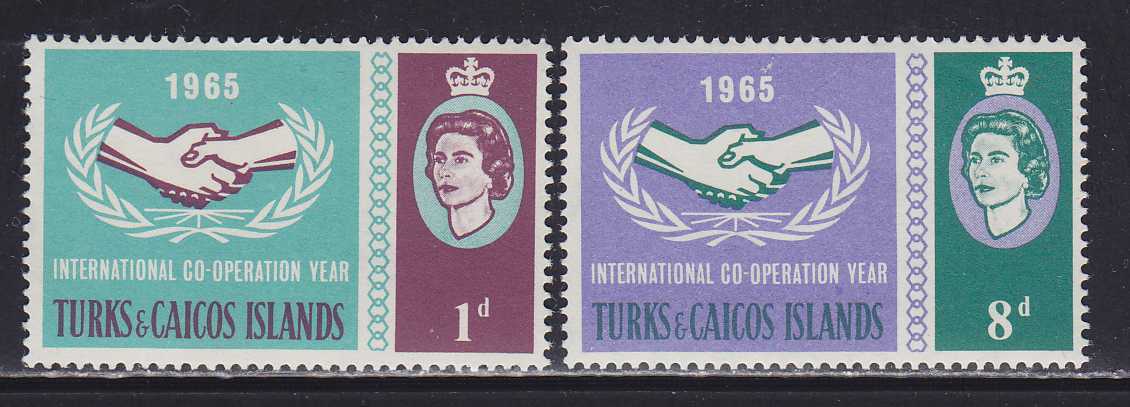 1965
INTERNATIONAL CO-OPERATION YEAR
TURKS & CAICOS ISLANDS
1d
1965
INTERNATIONAL CO-OPERATION YEAR
TURKS & CAICOS ISLANDS
8d